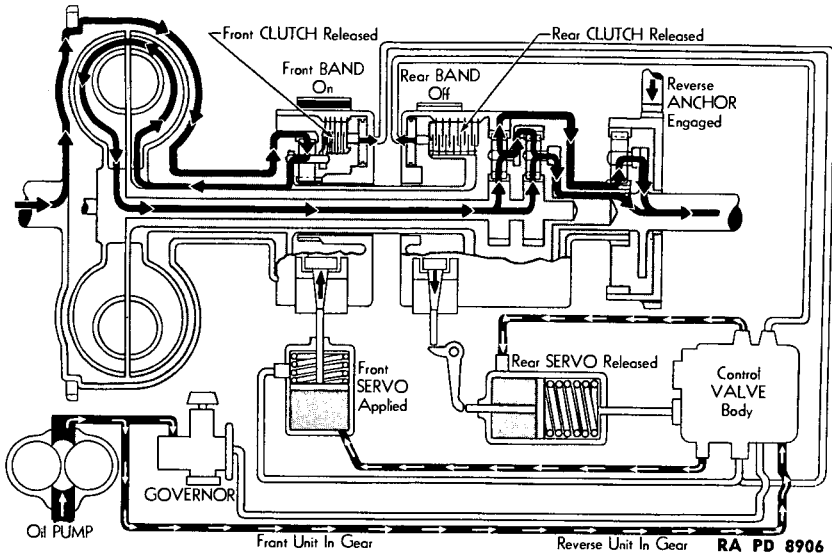 Front CLUTCH Released
Rear CLUTCH Released
Front BAND
On
Rear BAND
Off
Reverse
ANCHOR
Engaged
Front
SERVO
Applied
Rear SERVO Released
Control
VALVE
Body
GOVERNOR
Oil PUMP
Front Unit In Gear
Reverse Unit In Gear
RA PD 8906